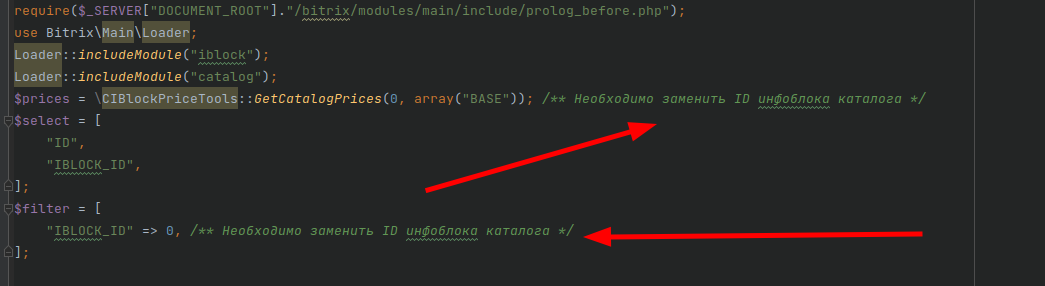 require($_SERVER["DOCUMENT_ROOT"]."/bitrix/modules/main/include/prolog_before.php");
use Bitrix\Main\Loader;
Loader::includeModule("iblock");
Loader::includeModule("catalog");
$prices = \CIBlockPriceTools::GetCatalogPrices(0, array("BASE")); /** Необходимо заменить ID инфоблока каталога */
$select = [
    "ID",
    "IBLOCK_ID",
];
$filter = [
    "IBLOCK_ID" => 0, /** Необходимо заменить ID инфоблока каталога */
];